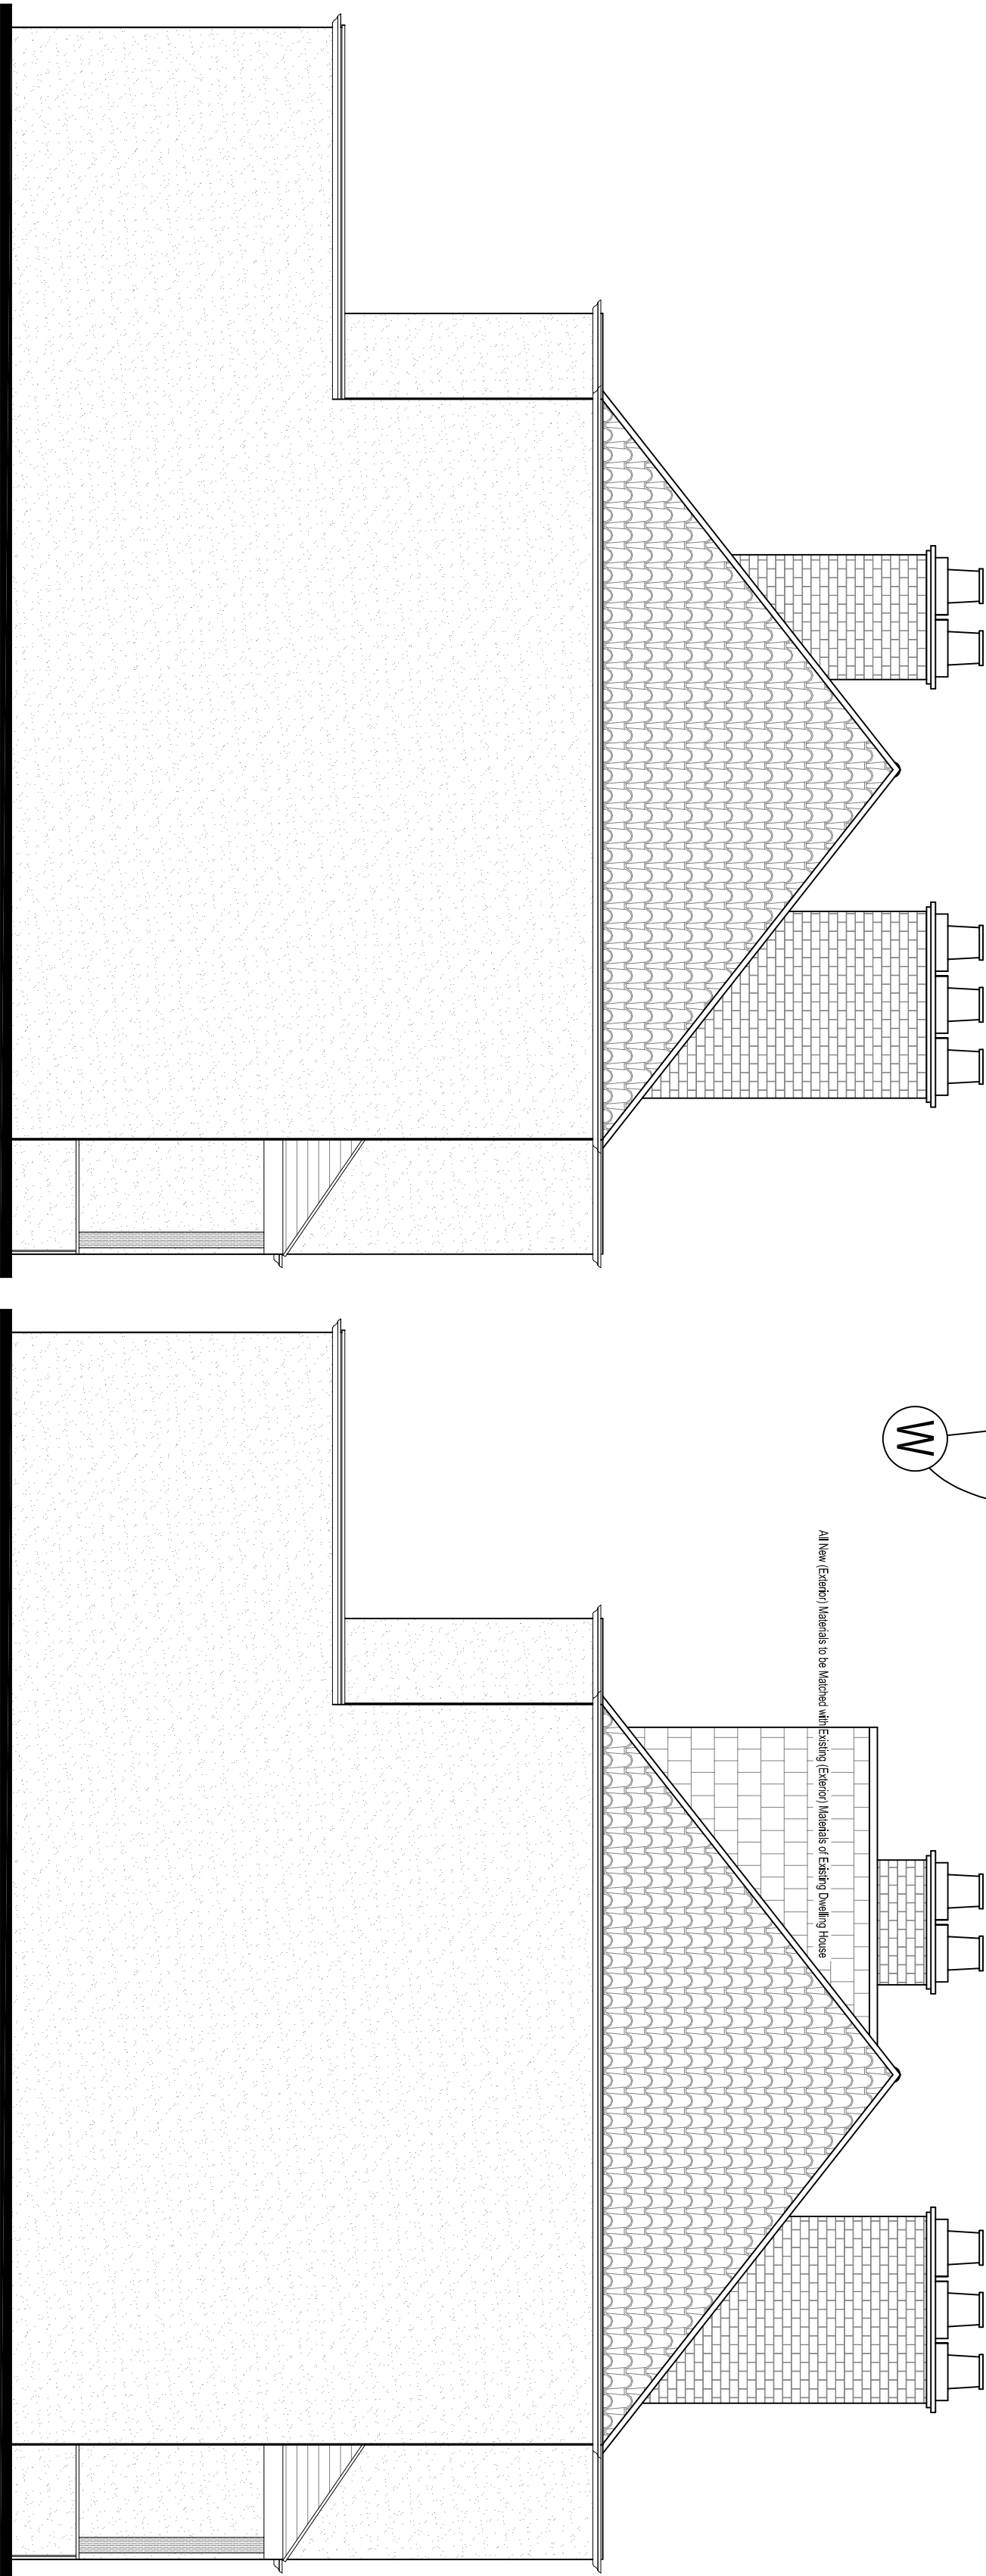 W
All New (Exterior) Materials to be Matched with Existing (Exterior) Materials of Existing Dwelling House